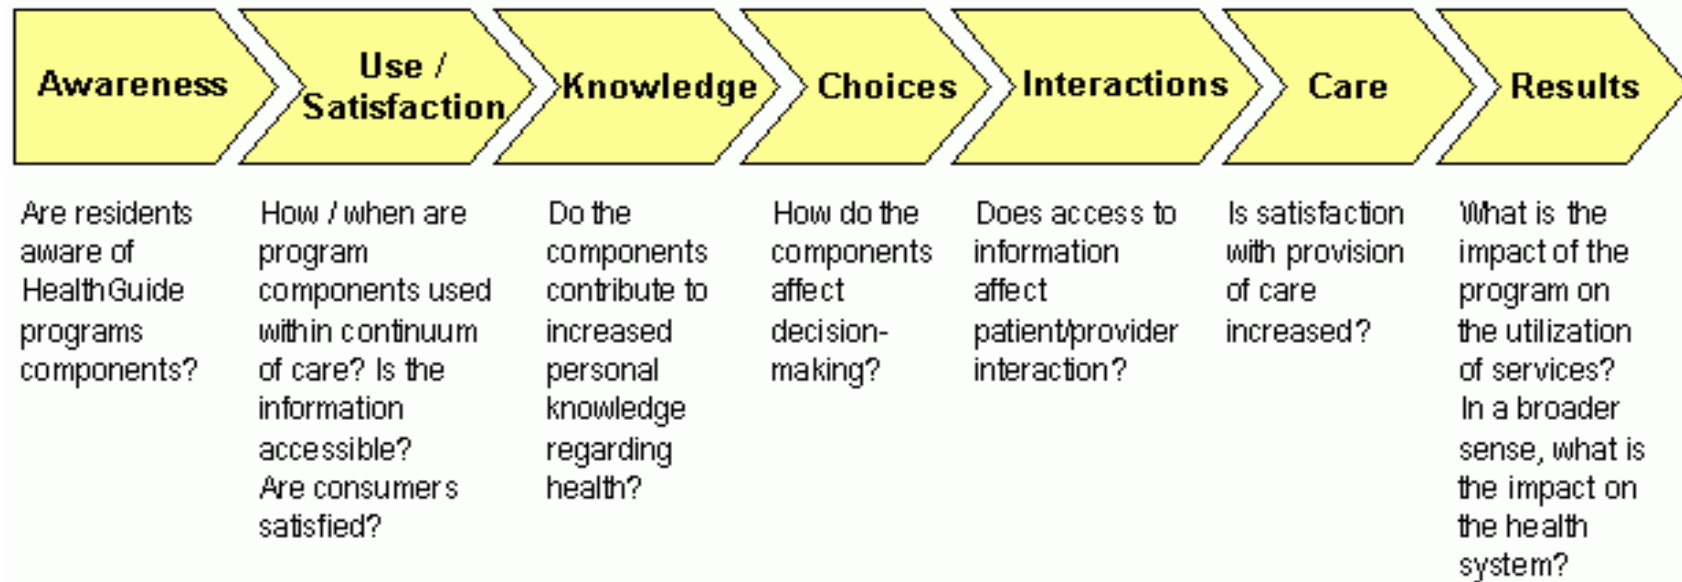 Awareness
Use /
Satisfaction
Knowledge
Choices
Interactions
Care
Results
Are residents
aware of
HealthGuide
programs
components?
How / when are
program
components used
within continuum
of care? Is the
information
accessible?
Are consumers
satisfied?
Do the
components
contribute to
increased
personal
knowledge
regarding
health?
How do the
components
affect
decision-
making?
Does access to
information
affect
patient/provider
interaction?
Is satisfaction
with provision
of care
increased?
What is the
impact of the
program on
the utilization
of services?
In a broader
sense, what is
the impact on
the health
system?